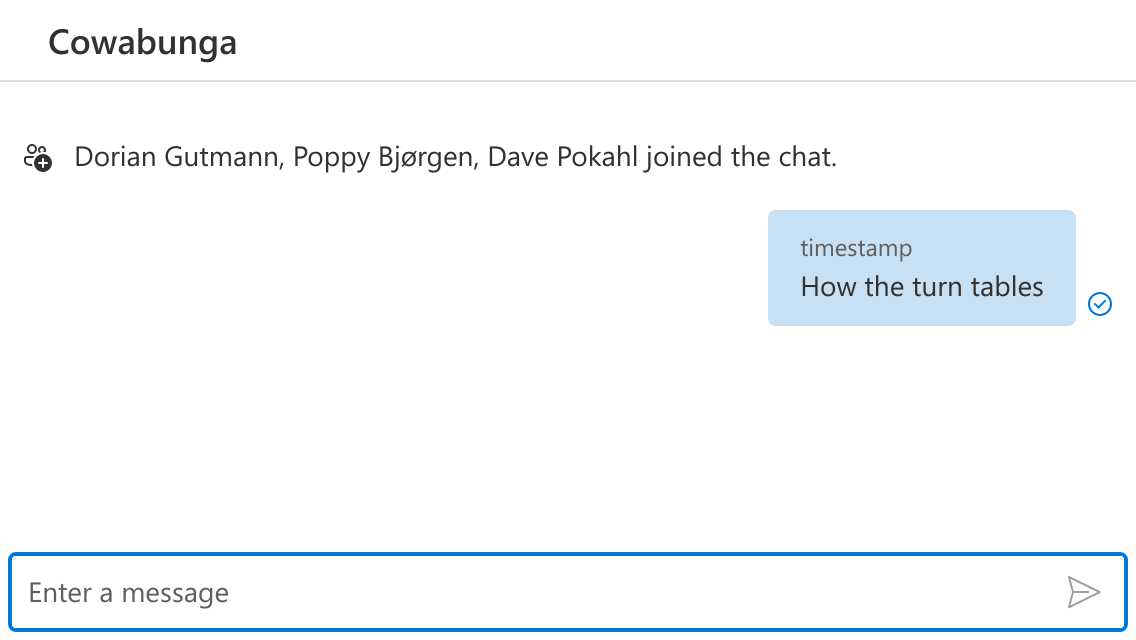 Cowabunga
Dorian Gutmann, Poppy Bjørgen, Dave Pokahl joined the chat.
timestamp
How the turn tables
Enter a message